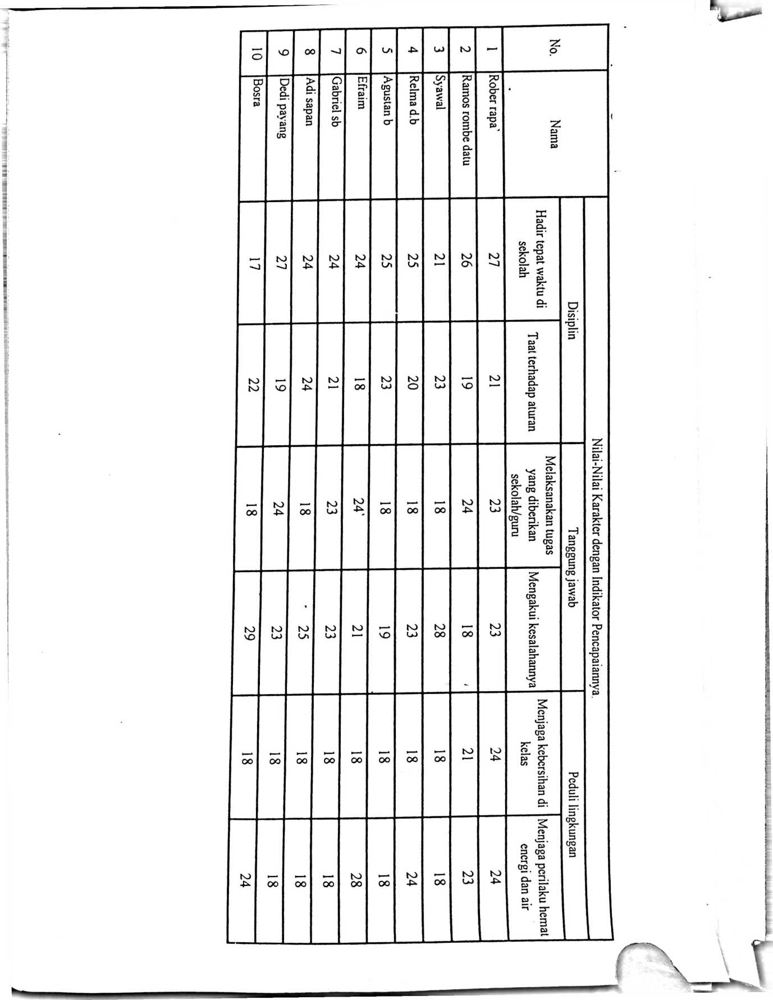 No. Nama Nilai-Nilai Karakter dengan Indikator Pencapaiannya.
Disiplin Tanggung jawab Peduli lingkungan
Hadir tepat waktu di sekolah Taat terhadap aturan Melaksanakan tugas yang diberikan sekolah/guru Mengakui kesalahannya Menjaga kebersihan di kelas Menjaga perilaku hemat energi dan air
1 Rober rapa` 27 21 23 23 24 24
2 Ramos rombe datu 26 19 24 18 21 23
3 Syawal 21 23 18 28 18 18
4 Relma d.b 25 20 18 23 18 24
5 Agustan b 25 23 18 19 18 18
6 Efraim 24 18 24 21 18 28
7 Gabriel sb 24 21 23 23 18 18
8 Adi sapan 24 24 18 25 18 18
9 Dedi payang 27 19 24 23 18 18
10 Bosra 17 22 18 29 18 24